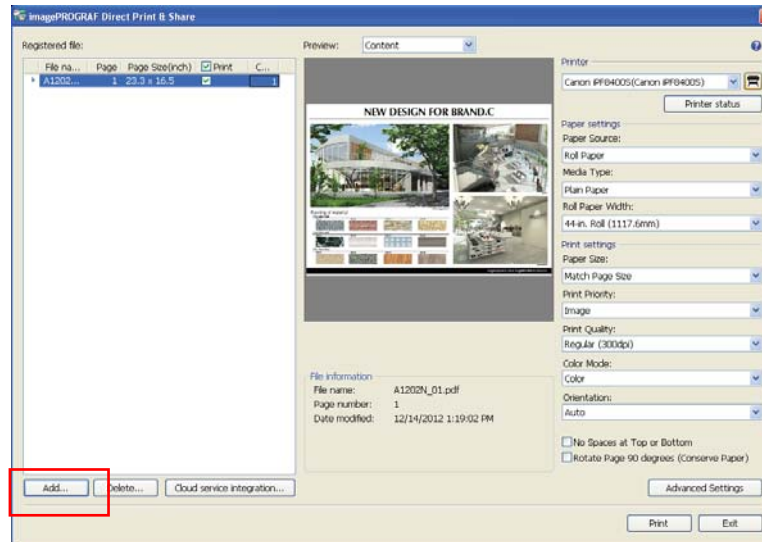 imagePROGRAF Direct Print & Share
Registered file:
File na... Page Page Size(inch) Print C...
A1202... 1 23.3 x 16.5 1
Add...
Delete...
Cloud service integration...
Preview: Content
NEW DESIGN FOR BRAND.C
File information
File name: A1202N_01.pdf
Page number: 1
Date modified: 12/14/2012 1:19:02 PM
Printer
Canon iPF8400S(Canon iPF8400S)
Printer status
Paper settings
Paper Source:
Roll Paper
Media Type:
Plain Paper
Roll Paper Width:
44-in. Roll (1117.6mm)
Print settings
Paper Size:
Match Page Size
Print Priority:
Image
Print Quality:
Regular (300dpi)
Color Mode:
Color
Orientation:
Auto
No Spaces at Top or Bottom
Rotate Page 90 degrees (Conserve Paper)
Advanced Settings
Print
Exit